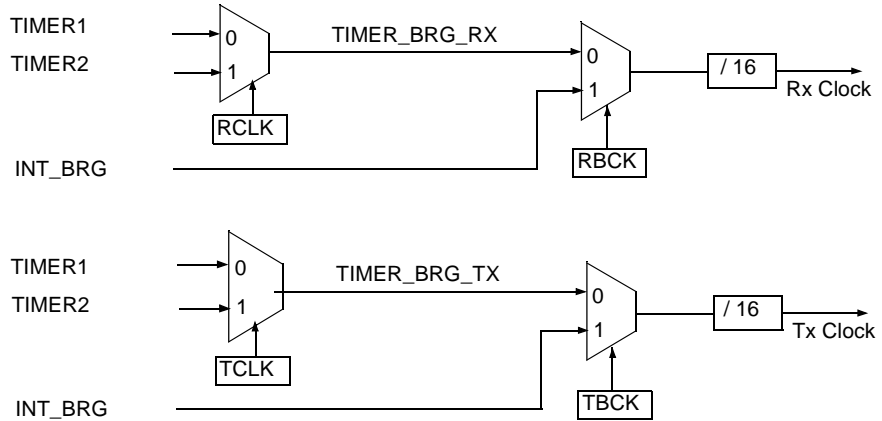 TIMER1
0
TIMER_BRG_RX
0
TIMER2
1
/ 16
1
Rx Clock
RCLK
RBCK
INT_BRG
TIMER1
0
TIMER_BRG_TX
0
TIMER2
1
/ 16
1
Tx Clock
TCLK
TBCK
INT_BRG